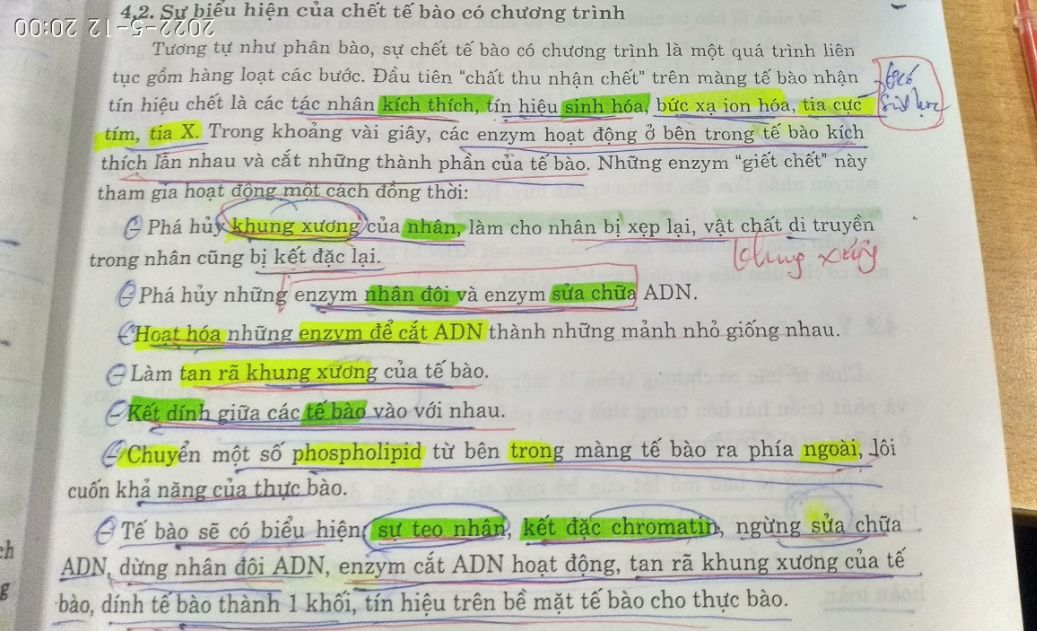 4.2. Sự biểu hiện của chết tế bào có chương trình
2022-5-12 20:00
Tương tự như phân bào, sự chết tế bào có chương trình là một quá trình liên
tục gồm hàng loạt các bước. Đầu tiên "chất thu nhận chết" trên màng tế bào nhận
tín hiệu chết là các tác nhân kích thích, tín hiệu sinh hóa, bức xạ ion hóa, tia cực
tím, tia X. Trong khoảng vài giây, các enzym hoạt động ở bên trong tế bào kích
thích lẫn nhau và cắt những thành phần của tế bào. Những enzym "giết chết" này
tham gia hoạt động một cách đồng thời:
- Phá hủy khung xương của nhân, làm cho nhân bị xẹp lại, vật chất di truyền
trong nhân cũng bị kết đặc lại.
khung xương
- Phá hủy những enzym nhân đôi và enzym sửa chữa ADN.
- Hoạt hóa những enzym để cắt ADN thành những mảnh nhỏ giống nhau.
- Làm tan rã khung xương của tế bào.
- Kết dính giữa các tế bào vào với nhau.
- Chuyển một số phospholipid từ bên trong màng tế bào ra phía ngoài, lôi
cuốn khả năng của thực bào.
- Tế bào sẽ có biểu hiện sự teo nhân, kết đặc chromatin, ngừng sửa chữa
ADN, dừng nhân đôi ADN, enzym cắt ADN hoạt động, tan rã khung xương của tế
bào, dính tế bào thành 1 khối, tín hiệu trên bề mặt tế bào cho thực bào.
ch
g